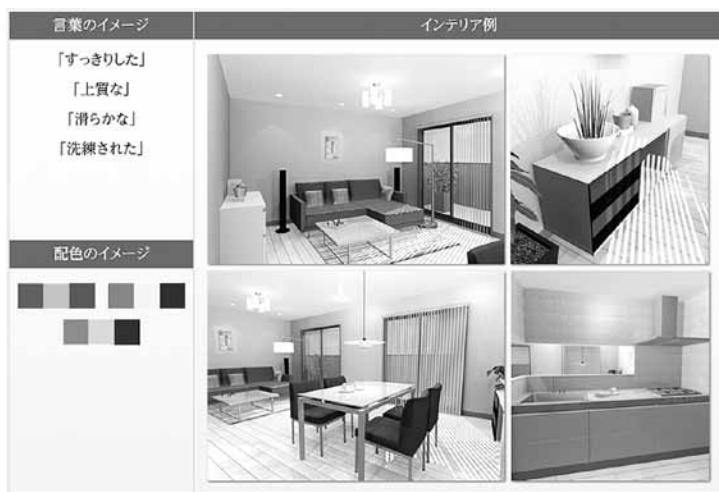 言葉のイメージ
インテリア例
「すっきりした」
「上質な」
「滑らかな」
「洗練された」
配色のイメージ